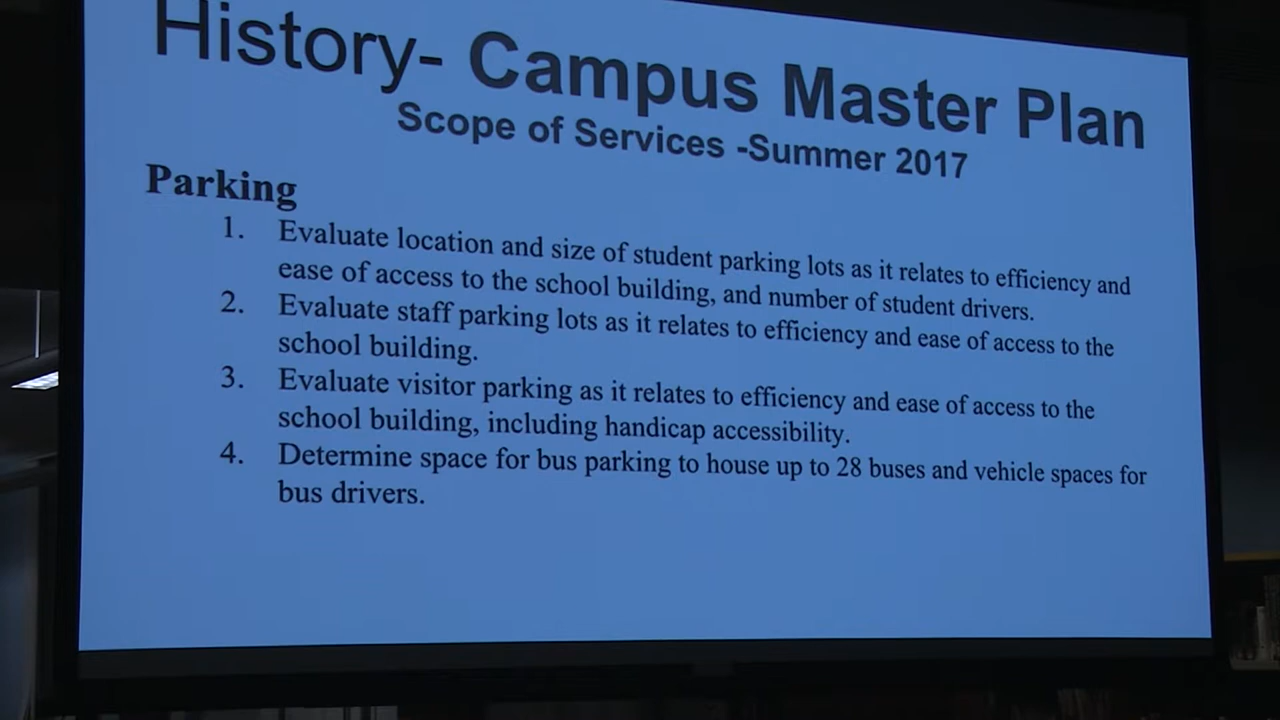 History- Campus Master Plan
Scope of Services -Summer 2017
Parking
1. Evaluate location and size of student parking lots as it relates to efficiency and
ease of access to the school building, and number of student drivers.
2. Evaluate staff parking lots as it relates to efficiency and ease of access to the
school building.
3. Evaluate visitor parking as it relates to efficiency and ease of access to the
school building, including handicap accessibility.
4. Determine space for bus parking to house up to 28 buses and vehicle spaces for
bus drivers.